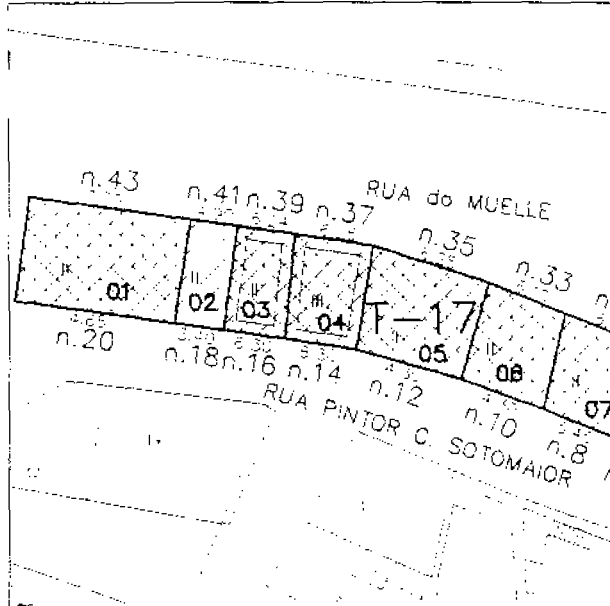 n.43
n.41
n.39
n.37
RUA do MUELLE
n.35
n.33
01
02
03
04
T-17
05
06
07
n.20
n.18
n.16
n.14
n.12
n.10
n.8
RUA PINTOR C. SOTOMAIOR